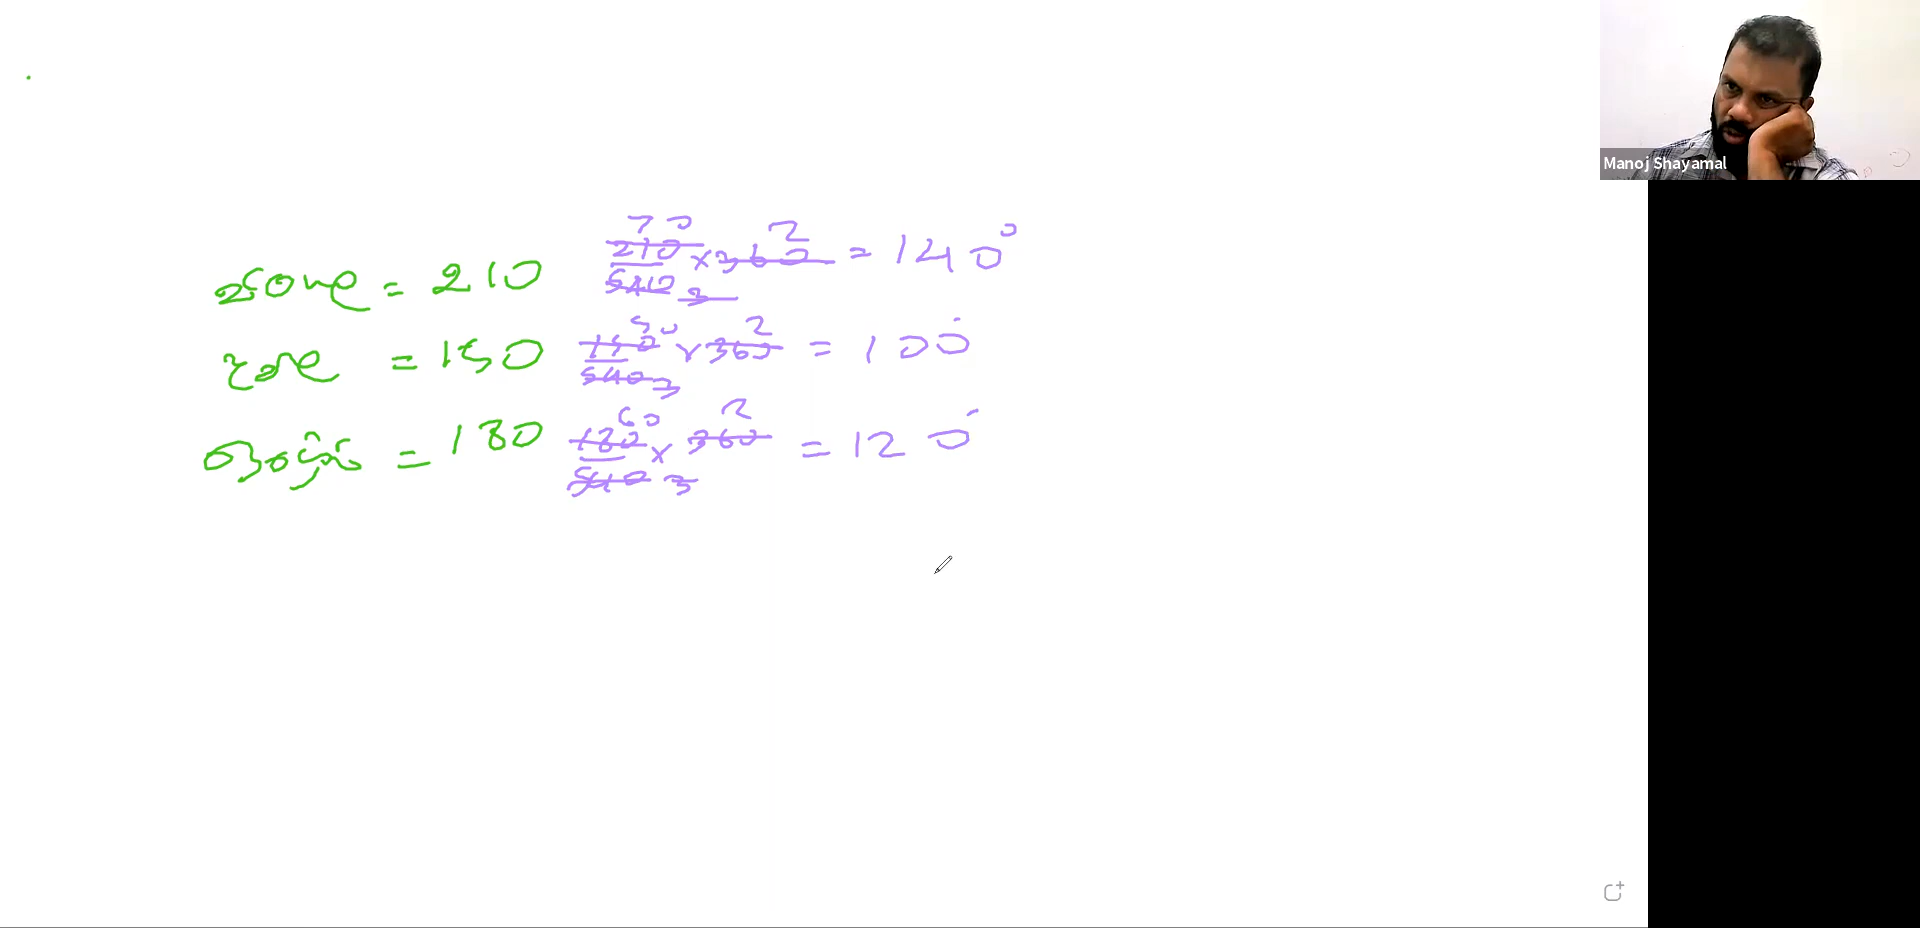 Manoj Shayamal
= 210 210/540 × 360 = 140° 70 2 3
= 150 150/540 × 360 = 100° 50 2 3
= 180 180/540 × 360 = 120° 60 2 3